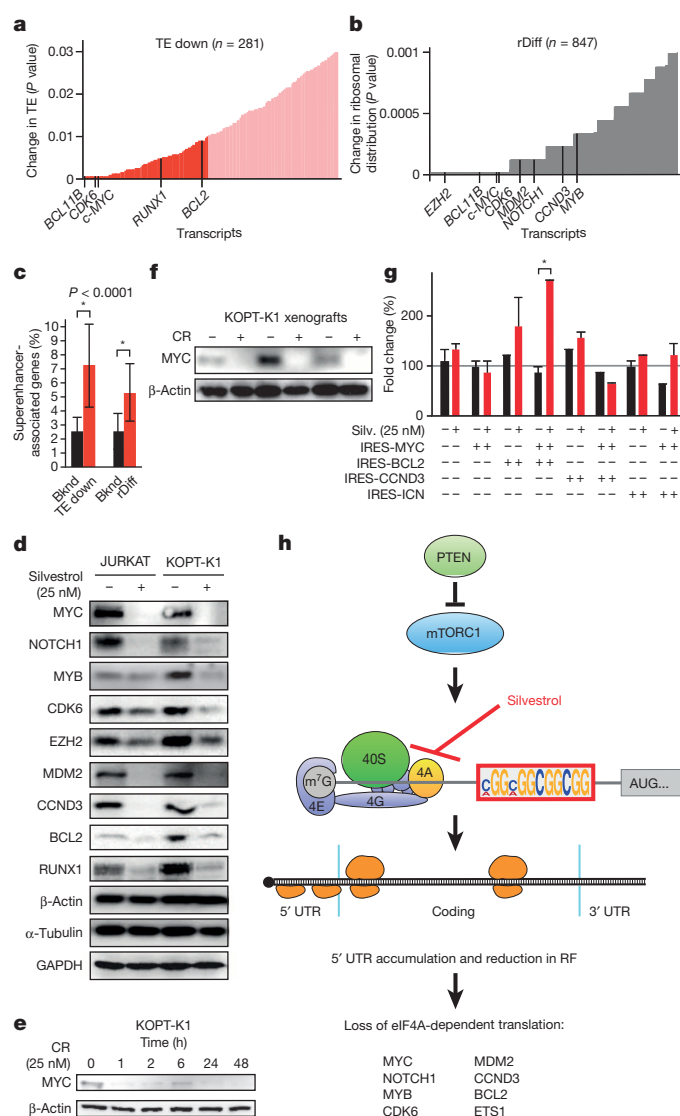 a
TE down (n = 281)
Change in TE (P value)
0.03
0.02
0.01
0
BCL11B
CDK6
c-MYC
RUNX1
BCL2
Transcripts
b
rDiff (n = 847)
Change in ribosomal
distribution (P value)
0.001
0.0005
0
EZH2
BCL11B
c-MYC
CDK6
MDM2
NOTCH1
CCND3
MYB
Transcripts
c
P < 0.0001
*
*
Superenhancer-
associated genes (%)
10
9
8
7
6
5
4
3
2
1
0
Bknd
TE down
Bknd
rDiff
f
KOPT-K1 xenografts
CR − + − + − +
MYC
β-Actin
g
*
Fold change (%)
200
100
0
Silv. (25 nM) − + − + − + − + − + − + − + − +
IRES-MYC − − + + − − + + − − + + − − + +
IRES-BCL2 − − − − + + + + − − − − − − − −
IRES-CCND3 − − − − − − − − + + + + − − − −
IRES-ICN − − − − − − − − − − − − + + + +
d
JURKAT KOPT-K1
Silvestrol
(25 nM) − + − +
MYC
NOTCH1
MYB
CDK6
EZH2
MDM2
CCND3
BCL2
RUNX1
β-Actin
α-Tubulin
GAPDH
e
KOPT-K1
Time (h)
CR
(25 nM) 0 1 2 6 24 48
MYC
β-Actin
h
PTEN
mTORC1
Silvestrol
40S
4A
m7G
4E
4G
CGGCGGCGGCGG
AUG...
5′ UTR
Coding
3′ UTR
5′ UTR accumulation and reduction in RF
Loss of eIF4A-dependent translation:
MYC MDM2
NOTCH1 CCND3
MYB BCL2
CDK6 ETS1